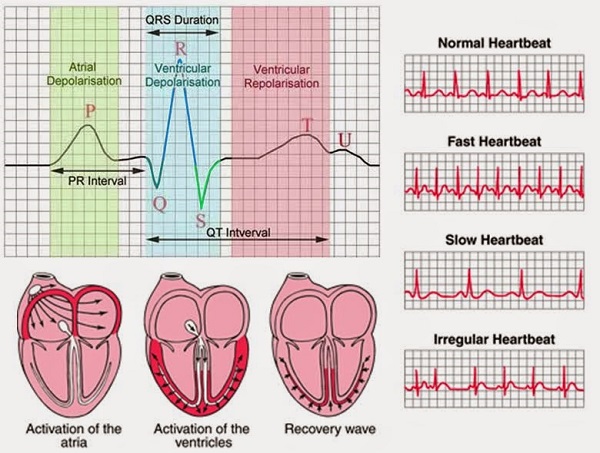 QRS Duration
R
Atrial
Depolarisation
Ventricular
Depolarisation
Ventricular
Repolarisation
P
T
U
PR Interval
Q
S
QT Intverval
Activation of the
atria
Activation of the
ventricles
Recovery wave
Normal Heartbeat
Fast Heartbeat
Slow Heartbeat
Irregular Heartbeat